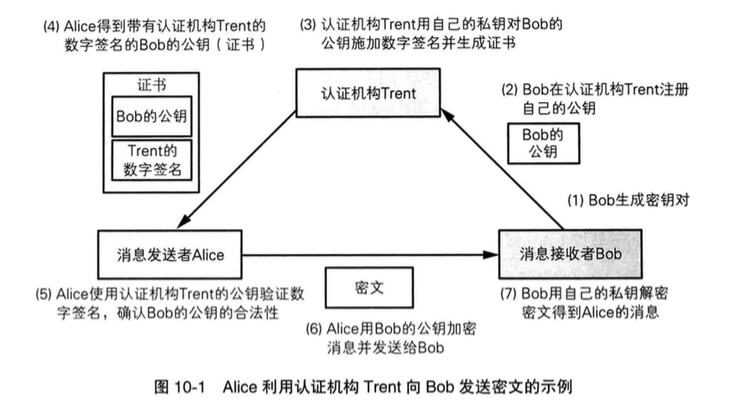 (4) Alice得到带有认证机构Trent的
数字签名的Bob的公钥（证书）
(3) 认证机构Trent用自己的私钥对Bob的
公钥施加数字签名并生成证书
证书
Bob的公钥
Trent的
数字签名
认证机构Trent
(2) Bob在认证机构Trent注册
自己的公钥
Bob的
公钥
(1) Bob生成密钥对
消息发送者Alice
消息接收者Bob
(5) Alice使用认证机构Trent的公钥验证数
字签名，确认Bob的公钥的合法性
密文
(6) Alice用Bob的公钥加密
消息并发送给Bob
(7) Bob用自己的私钥解密
密文得到Alice的消息
图 10-1 Alice 利用认证机构 Trent 向 Bob 发送密文的示例